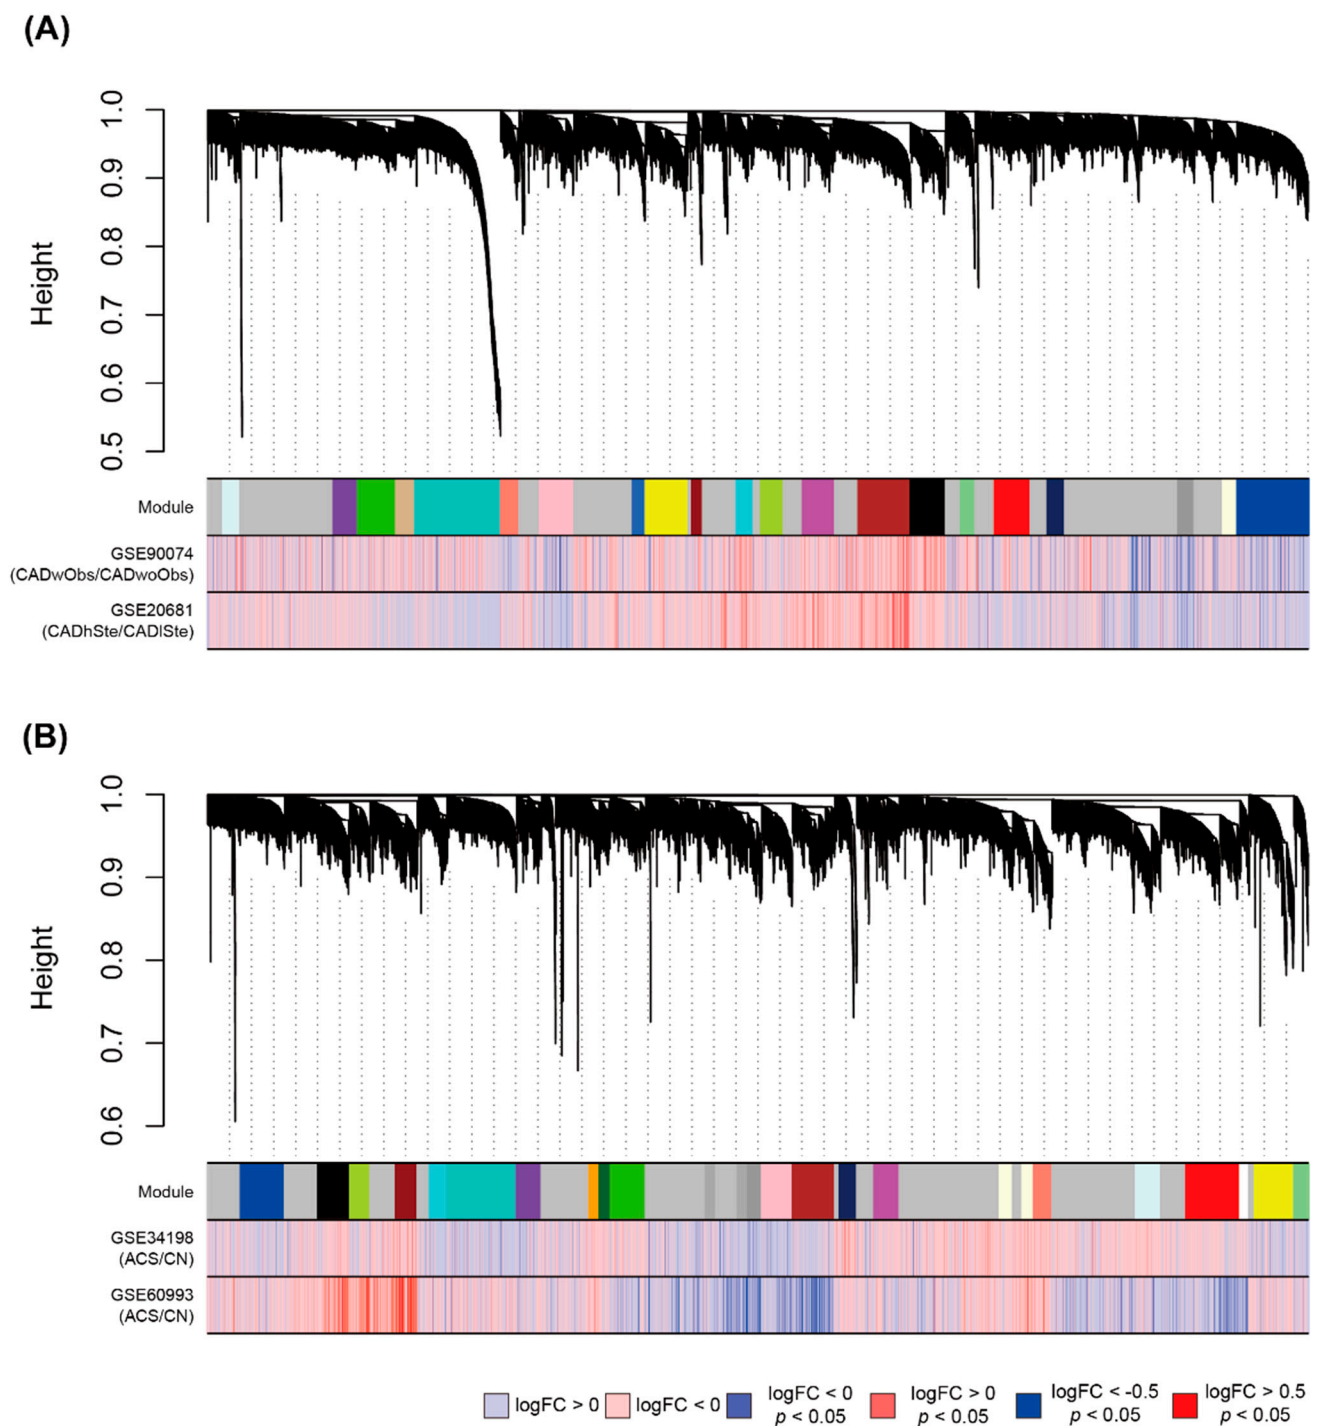 (A)
1.0
0.9
0.8
0.7
0.6
0.5
Height
Module
GSE90074
(CADwObs/CADwoObs)
GSE20681
(CADhSte/CADlSte)
(B)
1.0
0.9
0.8
0.7
0.6
Height
Module
GSE34198
(ACS/CN)
GSE60993
(ACS/CN)
logFC > 0
logFC < 0
logFC < 0
p < 0.05
logFC > 0
p < 0.05
logFC < -0.5
p < 0.05
logFC > 0.5
p < 0.05